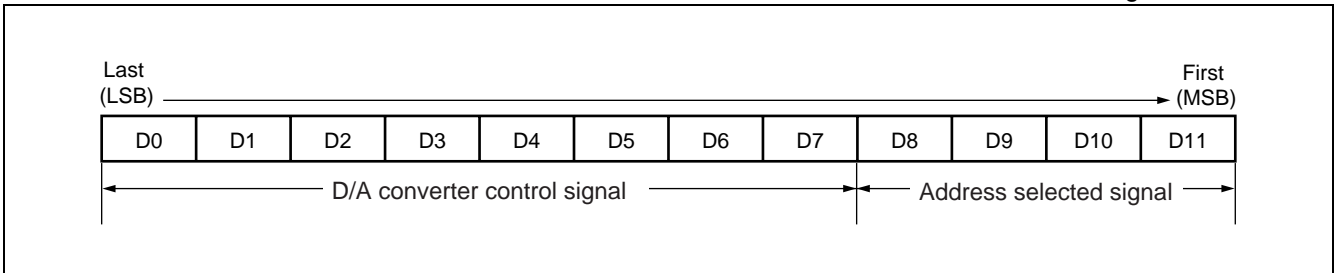 Last
(LSB)
First
(MSB)
D0 D1 D2 D3 D4 D5 D6 D7 D8 D9 D10 D11
D/A converter control signal
Address selected signal